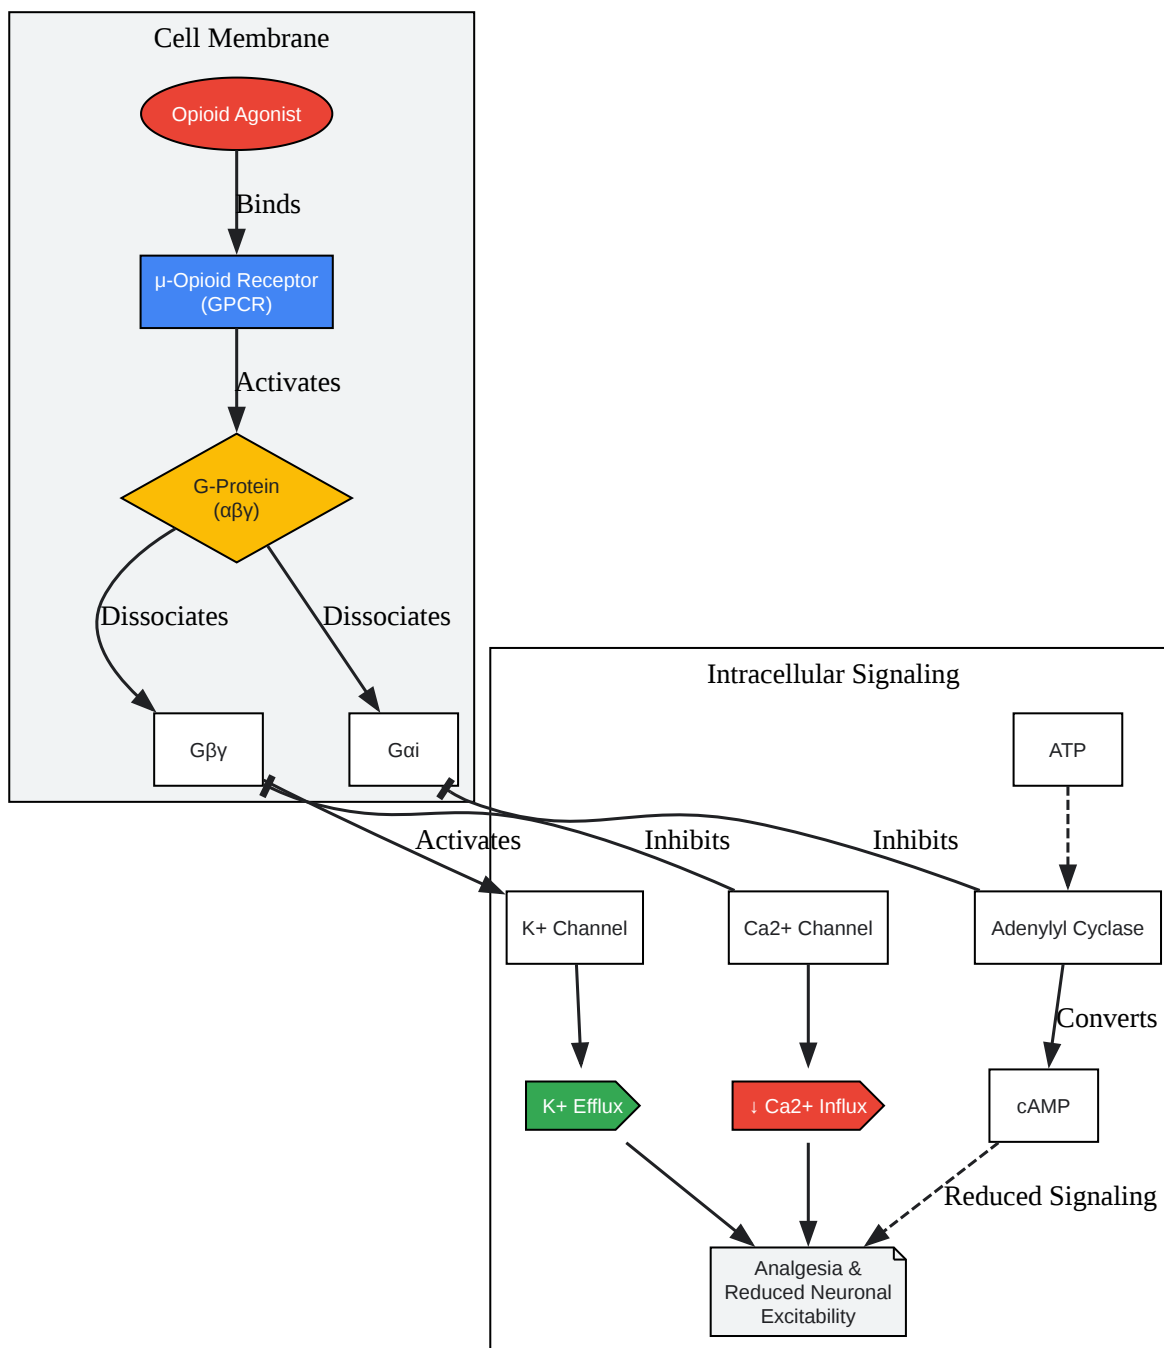 Cell Membrane
Opioid Agonist
Binds
μ-Opioid Receptor
(GPCR)
Activates
G-Protein
(αβγ)
Dissociates
Dissociates
Gβγ
Gαi
Intracellular Signaling
ATP
Activates
Inhibits
Inhibits
K+ Channel
Ca2+ Channel
Adenylyl Cyclase
Converts
K+ Efflux
↓ Ca2+ Influx
cAMP
Reduced Signaling
Analgesia &
Reduced Neuronal
Excitability